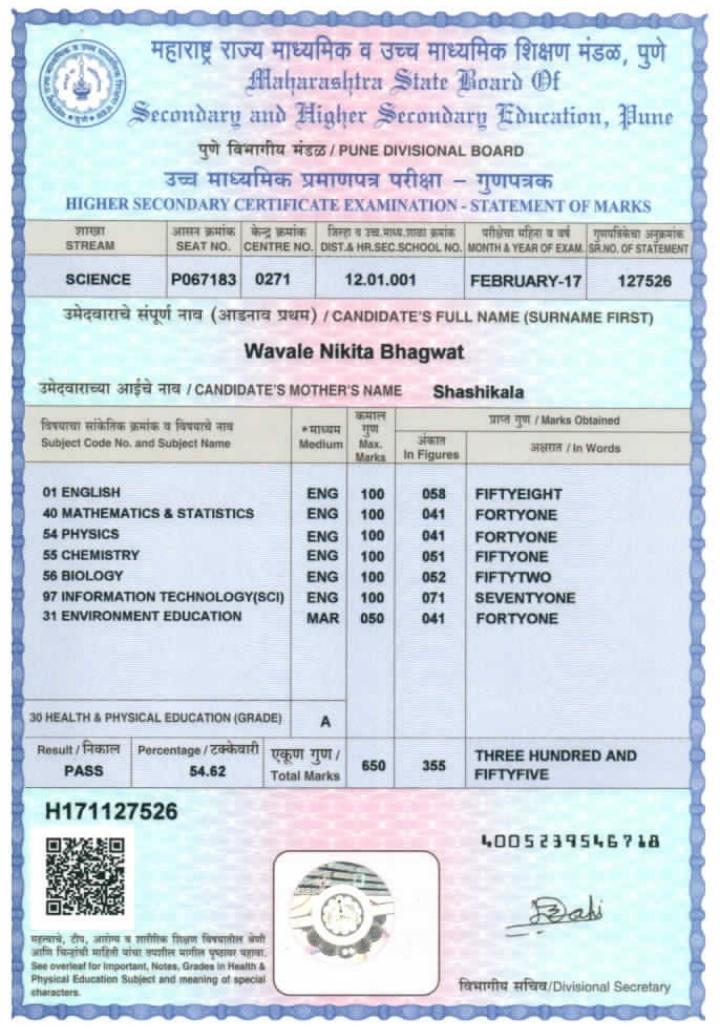 महाराष्ट्र राज्य माध्यमिक व उच्च माध्यमिक शिक्षण मंडळ, पुणे
Maharashtra State Board Of
Secondary and Higher Secondary Education, Pune
पुणे विभागीय मंडळ / PUNE DIVISIONAL BOARD
उच्च माध्यमिक प्रमाणपत्र परीक्षा – गुणपत्रक
HIGHER SECONDARY CERTIFICATE EXAMINATION - STATEMENT OF MARKS
शाखा आसन क्रमांक केन्द्र क्रमांक जिल्हा व उच्च.माध्य.शाळा क्रमांक परीक्षेचा महिना व वर्ष गुणपत्रिकेचा अनुक्रमांक
STREAM SEAT NO. CENTRE NO. DIST.& HR.SEC.SCHOOL NO. MONTH & YEAR OF EXAM. SR.NO. OF STATEMENT
SCIENCE P067183 0271 12.01.001 FEBRUARY-17 127526
उमेदवाराचे संपूर्ण नाव (आडनाव प्रथम) / CANDIDATE'S FULL NAME (SURNAME FIRST)
Wavale Nikita Bhagwat
उमेदवाराच्या आईचे नाव / CANDIDATE'S MOTHER'S NAME Shashikala
विषयाचा सांकेतिक क्रमांक व विषयाचे नाव
Subject Code No. and Subject Name
*माध्यम
Medium
कमाल
गुण
Max.
Marks
प्राप्त गुण / Marks Obtained
अंकात
In Figures
अक्षरात / In Words
01 ENGLISH ENG 100 058 FIFTYEIGHT
40 MATHEMATICS & STATISTICS ENG 100 041 FORTYONE
54 PHYSICS ENG 100 041 FORTYONE
55 CHEMISTRY ENG 100 051 FIFTYONE
56 BIOLOGY ENG 100 052 FIFTYTWO
97 INFORMATION TECHNOLOGY(SCI) ENG 100 071 SEVENTYONE
31 ENVIRONMENT EDUCATION MAR 050 041 FORTYONE
30 HEALTH & PHYSICAL EDUCATION (GRADE) A
Result / निकाल Percentage / टक्केवारी एकूण गुण /
PASS 54.62 Total Marks 650 355 THREE HUNDRED AND
FIFTYFIVE
H171127526
4005239546718
महत्वाचे, टीप, आरोग्य व शारीरिक शिक्षण विषयातील श्रेणी
आणि चिन्हांची माहिती यांचा तपशील मागील पृष्ठावर पहावा.
See overleaf for Important, Notes, Grades in Health &
Physical Education Subject and meaning of special
characters.
विभागीय सचिव/Divisional Secretary